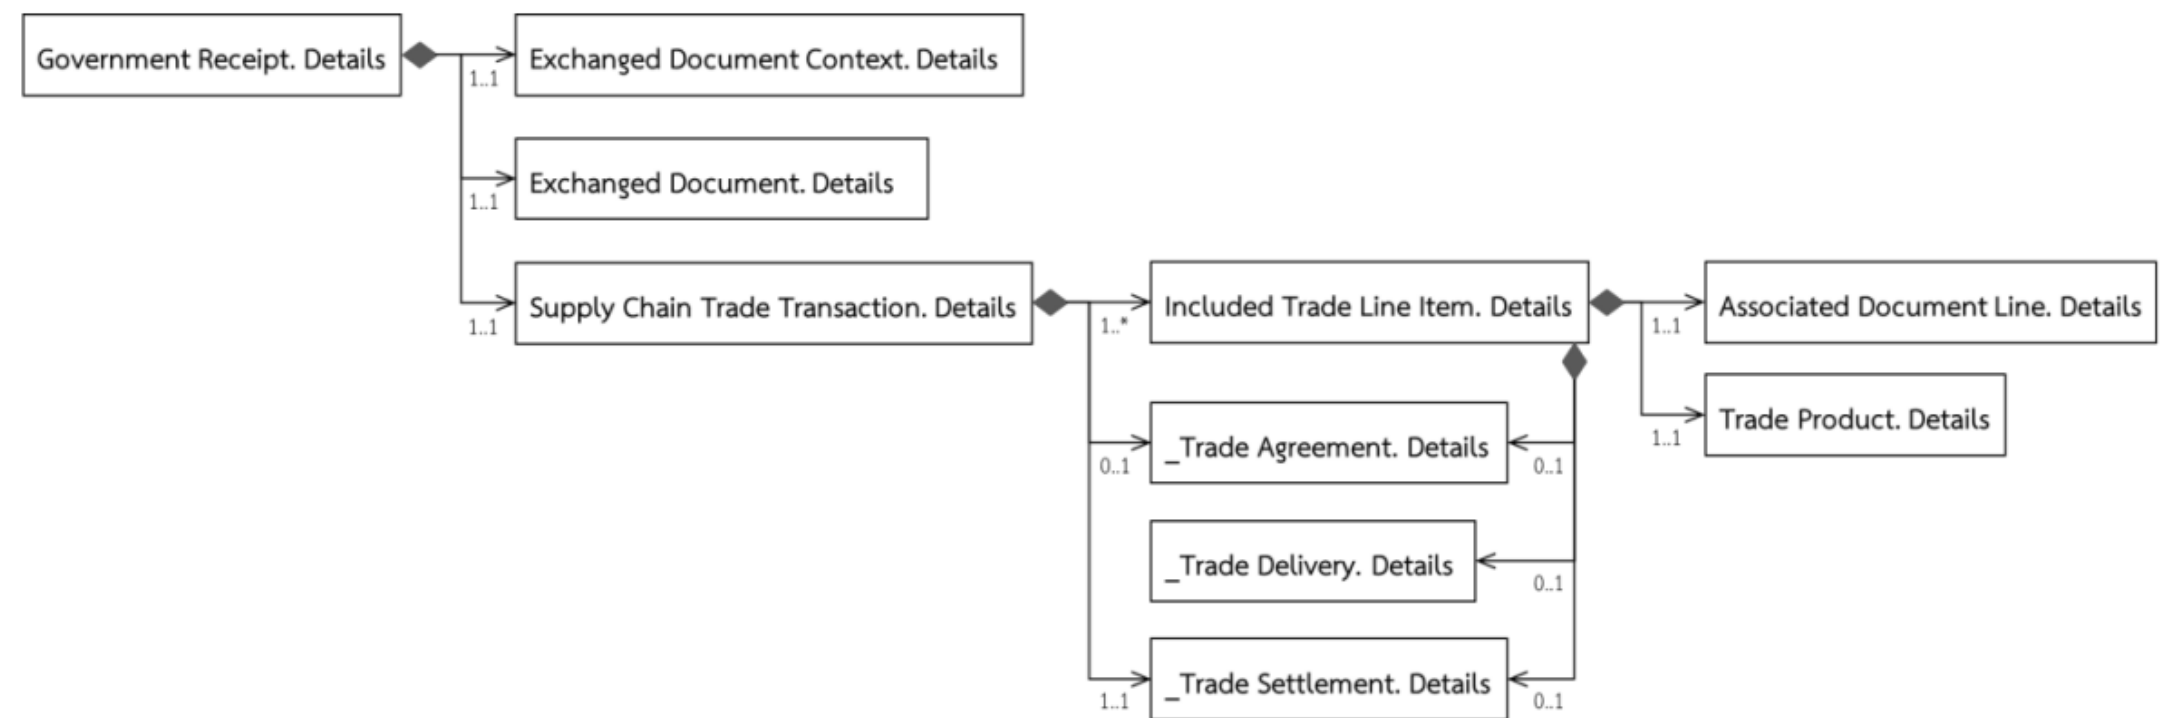 Government Receipt. Details
Exchanged Document Context. Details
1..1
Exchanged Document. Details
1..1
Supply Chain Trade Transaction. Details
1..1
Included Trade Line Item. Details
1..*
Associated Document Line. Details
1..1
Trade Product. Details
1..1
_Trade Agreement. Details
0..1
0..1
_Trade Delivery. Details
0..1
_Trade Settlement. Details
1..1
0..1